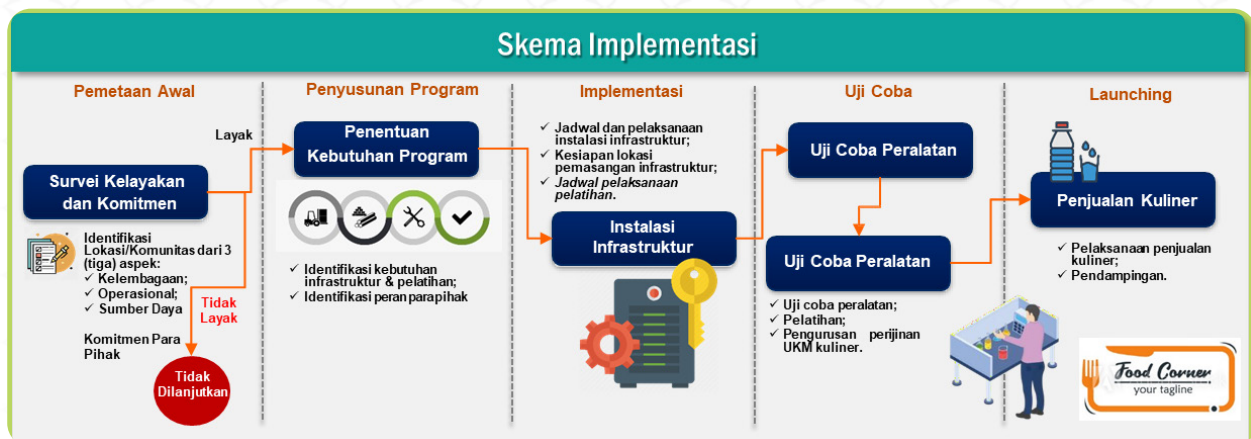 Skema Implementasi
Pemetaan Awal
Survei Kelayakan
dan Komitmen
Layak
Identifikasi
Lokasi/Komunitas dari 3
(tiga) aspek:
✓ Kelembagaan;
✓ Operasional;
✓ Sumber Daya
Tidak
Layak
Komitmen Para
Pihak
Tidak
Dilanjutkan
Penyusunan Program
Penentuan
Kebutuhan Program
✓ Identifikasi kebutuhan
infrastruktur & pelatihan;
✓ Identifikasi peran parapihak
Implementasi
✓ Jadwal dan pelaksanaan
instalasi infrastruktur;
✓ Kesiapan lokasi
pemasangan infrastruktur;
✓ Jadwal pelaksanaan
pelatihan.
Instalasi
Infrastruktur
Uji Coba
Uji Coba Peralatan
Uji Coba Peralatan
✓ Uji coba peralatan;
✓ Pelatihan;
✓ Pengurusan perijinan
UKM kuliner.
Launching
Penjualan Kuliner
✓ Pelaksanaan penjualan
kuliner;
✓ Pendampingan.
Food Corner
your tagline